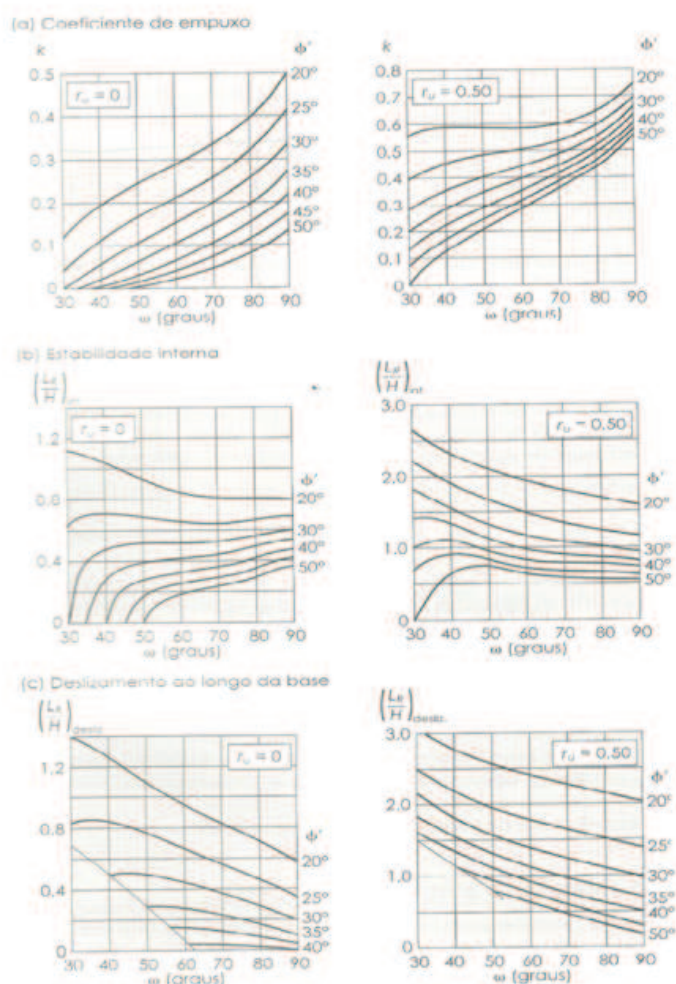 (a) Coeficiente de empuxo
k
Φ'
0.5
0.4
0.3
0.2
0.1
0
r_u = 0
20°
25°
30°
35°
40°
45°
50°
30 40 50 60 70 80 90
ω (graus)
k
Φ'
0.8
0.7
0.6
0.5
0.4
0.3
0.2
0.1
0
r_u = 0.50
20°
30°
40°
50°
30 40 50 60 70 80 90
ω (graus)
(b) Estabilidade interna
(L_R/H)
1.2
0.8
0.4
0
r_u = 0
Φ'
20°
30°
40°
50°
30 40 50 60 70 80 90
ω (graus)
(L_R/H)int
3.0
2.0
1.0
0
r_u = 0.50
Φ'
20°
30°
40°
50°
30 40 50 60 70 80 90
ω (graus)
(c) Deslizamento ao longo da base
(L_R/H)desliz
1.2
0.8
0.4
0
r_u = 0
Φ'
20°
25°
30°
35°
40°
30 40 50 60 70 80 90
ω (graus)
(L_R/H)desliz.
3.0
2.0
1.0
0
r_u = 0.50
Φ'
20°
25°
30°
35°
40°
50°
30 40 50 60 70 80 90
ω (graus)